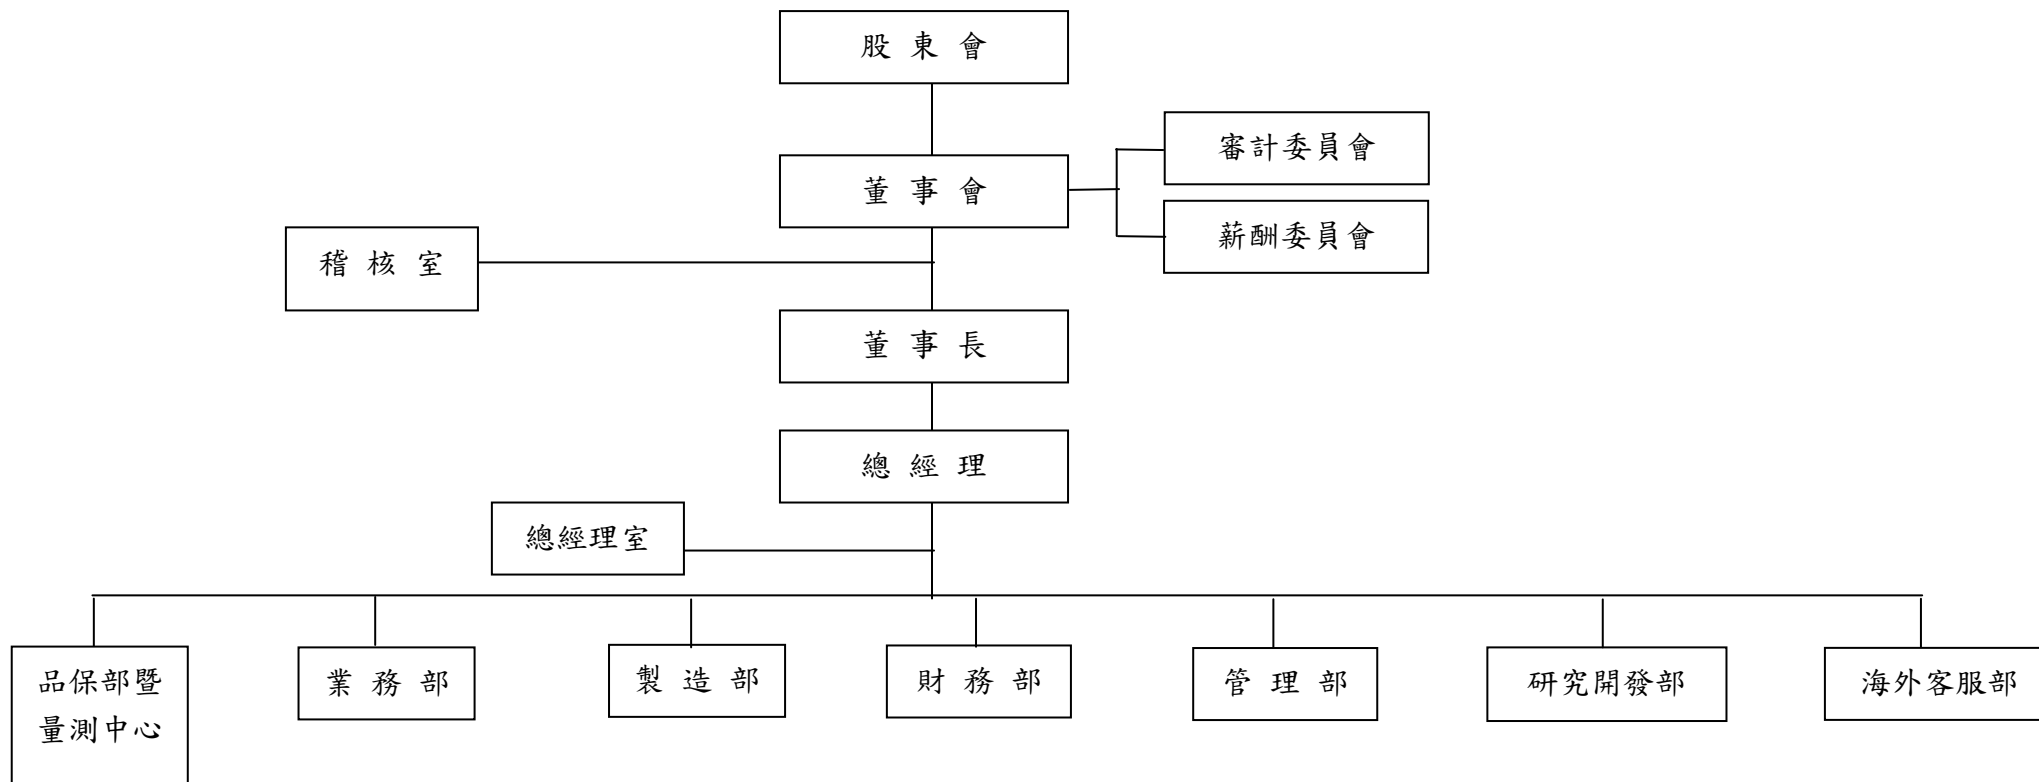 股 東 會
審計委員會
董 事 會
薪酬委員會
稽 核 室
董 事 長
總 經 理
總經理室
品保部暨
量測中心
業 務 部
製 造 部
財 務 部
管 理 部
研究開發部
海外客服部